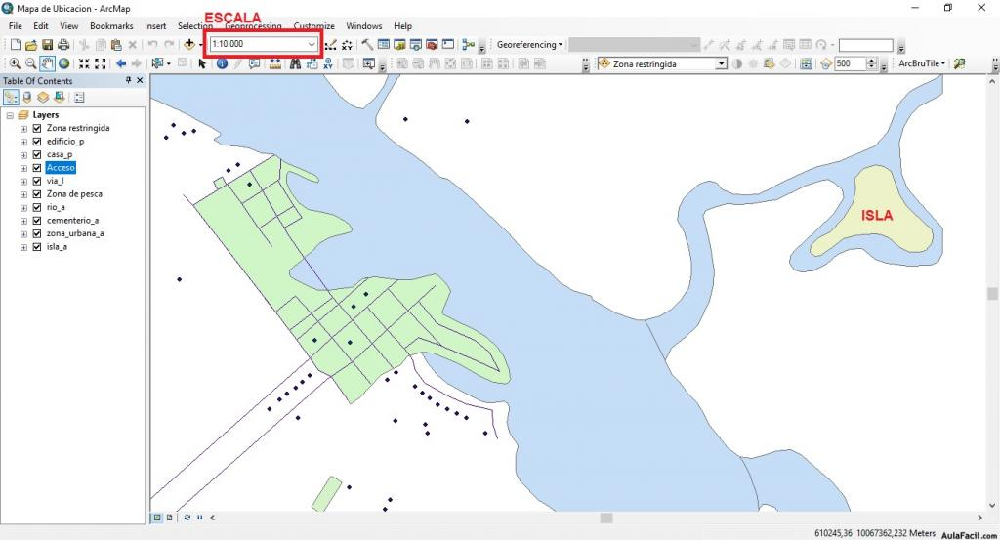 Mapa de Ubicacion - ArcMap
ESCALA
File Edit View Bookmarks Insert Selection Geoprocessing Customize Windows Help
1:10.000
Georeferencing
Zona restringida
500
ArcBruTile
Table Of Contents
Layers
Zona restringida
edificio_p
casa_p
Acceso
via_l
Zona de pesca
rio_a
cementerio_a
zona_urbana_a
isla_a
ISLA
610245,36 10067362,232 Meters
AulaFacil.com